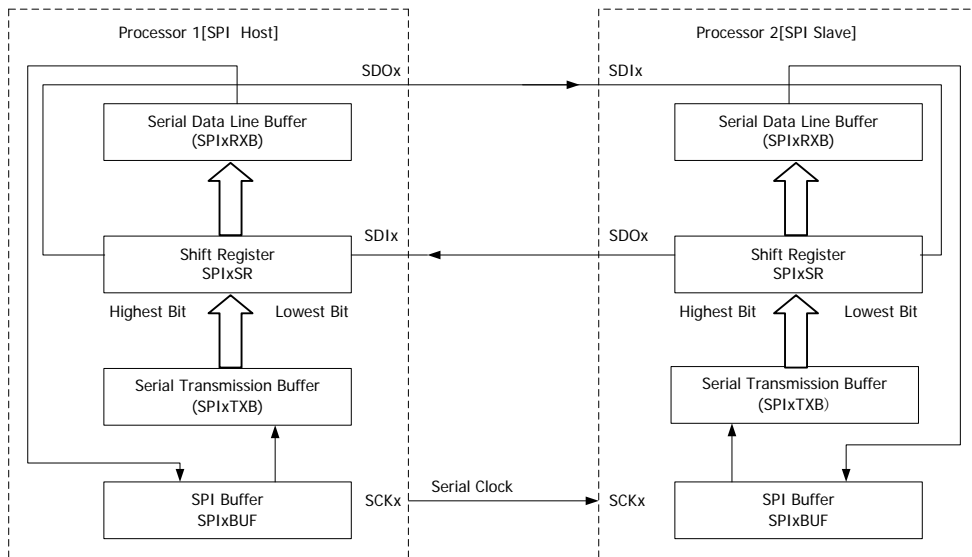 Processor 1[SPI Host]
SDOx
Serial Data Line Buffer
(SPIxRXB)
SDIx
Shift Register
SPIxSR
Highest Bit
Lowest Bit
Serial Transmission Buffer
(SPIxTXB)
SPI Buffer
SPIxBUF
SCKx
Serial Clock
Processor 2[SPI Slave]
SDIx
Serial Data Line Buffer
(SPIxRXB)
SDOx
Shift Register
SPIxSR
Highest Bit
Lowest Bit
Serial Transmission Buffer
(SPIxTXB)
SCKx
SPI Buffer
SPIxBUF